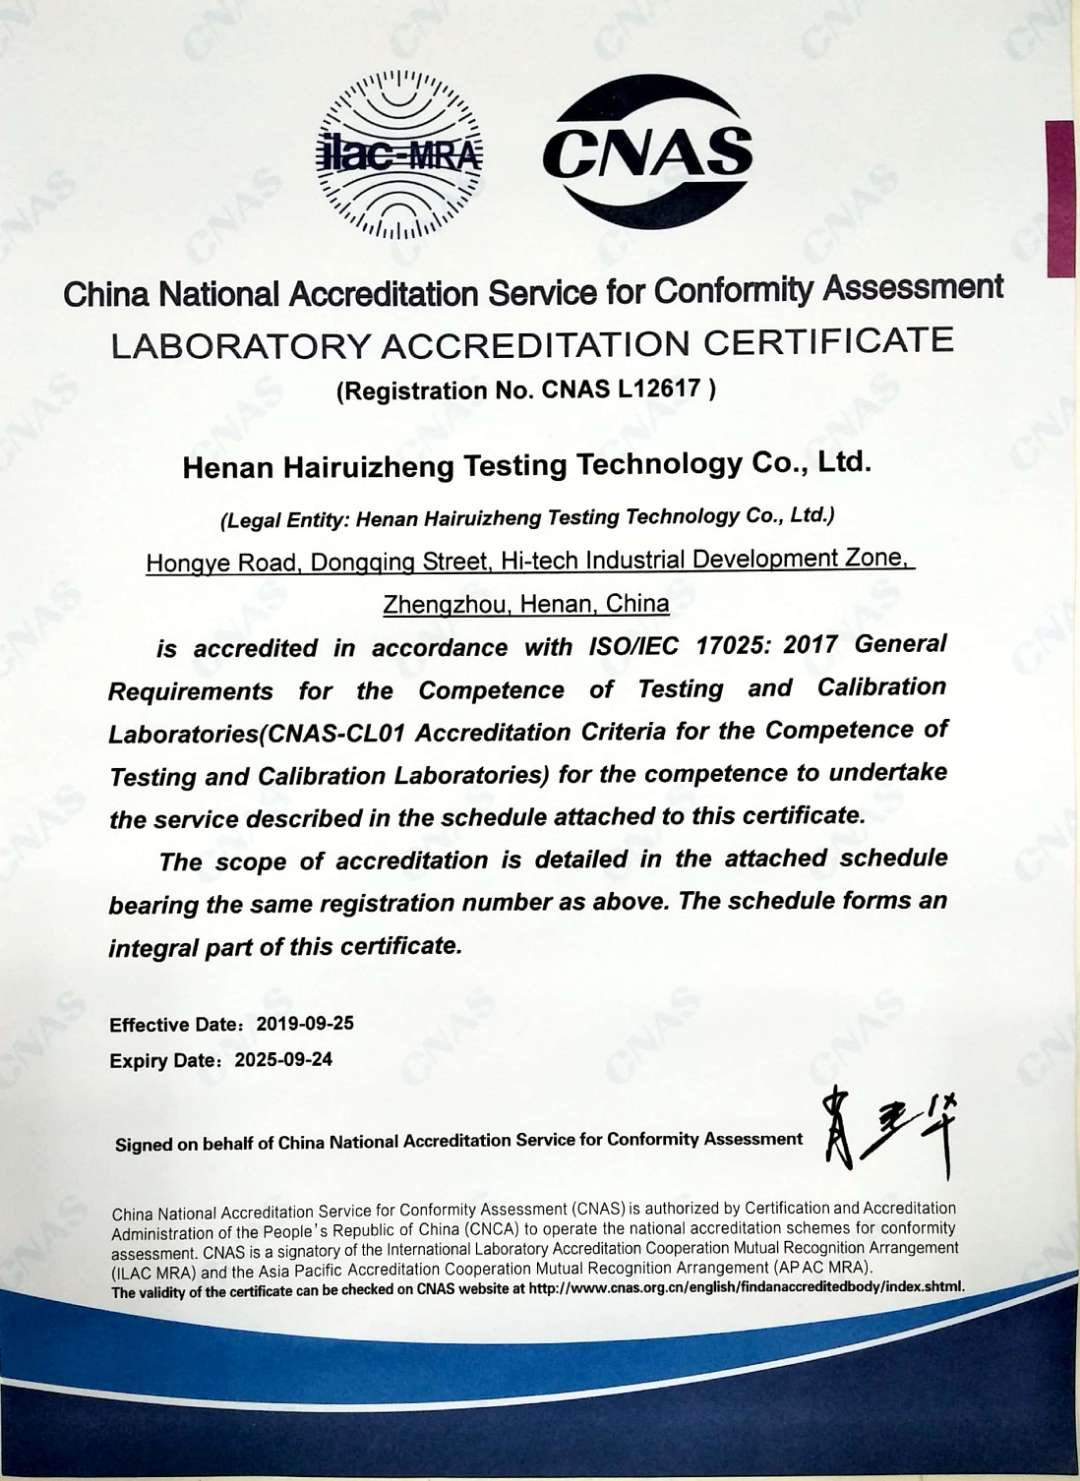 ilac-MRA
CNAS
China National Accreditation Service for Conformity Assessment
LABORATORY ACCREDITATION CERTIFICATE
(Registration No. CNAS L12617 )
Henan Hairuizheng Testing Technology Co., Ltd.
(Legal Entity: Henan Hairuizheng Testing Technology Co., Ltd.)
Hongye Road, Dongqing Street, Hi-tech Industrial Development Zone,
Zhengzhou, Henan, China
is accredited in accordance with ISO/IEC 17025: 2017 General
Requirements for the Competence of Testing and Calibration
Laboratories(CNAS-CL01 Accreditation Criteria for the Competence of
Testing and Calibration Laboratories) for the competence to undertake
the service described in the schedule attached to this certificate.
The scope of accreditation is detailed in the attached schedule
bearing the same registration number as above. The schedule forms an
integral part of this certificate.
Effective Date：2019-09-25
Expiry Date：2025-09-24
Signed on behalf of China National Accreditation Service for Conformity Assessment
China National Accreditation Service for Conformity Assessment (CNAS) is authorized by Certification and Accreditation
Administration of the People's Republic of China (CNCA) to operate the national accreditation schemes for conformity
assessment. CNAS is a signatory of the International Laboratory Accreditation Cooperation Mutual Recognition Arrangement
(ILAC MRA) and the Asia Pacific Accreditation Cooperation Mutual Recognition Arrangement (APAC MRA).
The validity of the certificate can be checked on CNAS website at http://www.cnas.org.cn/english/findanaccreditedbody/index.shtml.